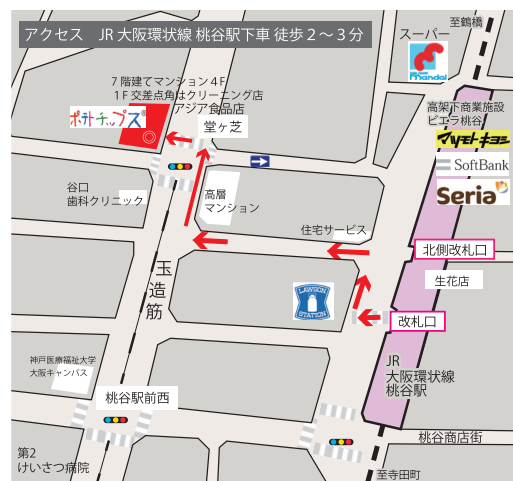 アクセス JR 大阪環状線 桃谷駅下車 徒歩２～３分
至鶴橋
スーパー
mandai
７階建てマンション４Ｆ
１Ｆ交差点角はクリーニング店
アジア食品店
ポテトチップス
堂ヶ芝
高架下商業施設
ビエラ桃谷
マツモトキヨシ
SoftBank
Seria
谷口
歯科クリニック
高層
マンション
住宅サービス
北側改札口
玉造筋
生花店
LAWSON
STATION
改札口
神戸医療福祉大学
大阪キャンパス
JR
大阪環状線
桃谷駅
桃谷駅前西
桃谷商店街
第2
けいさつ病院
至寺田町